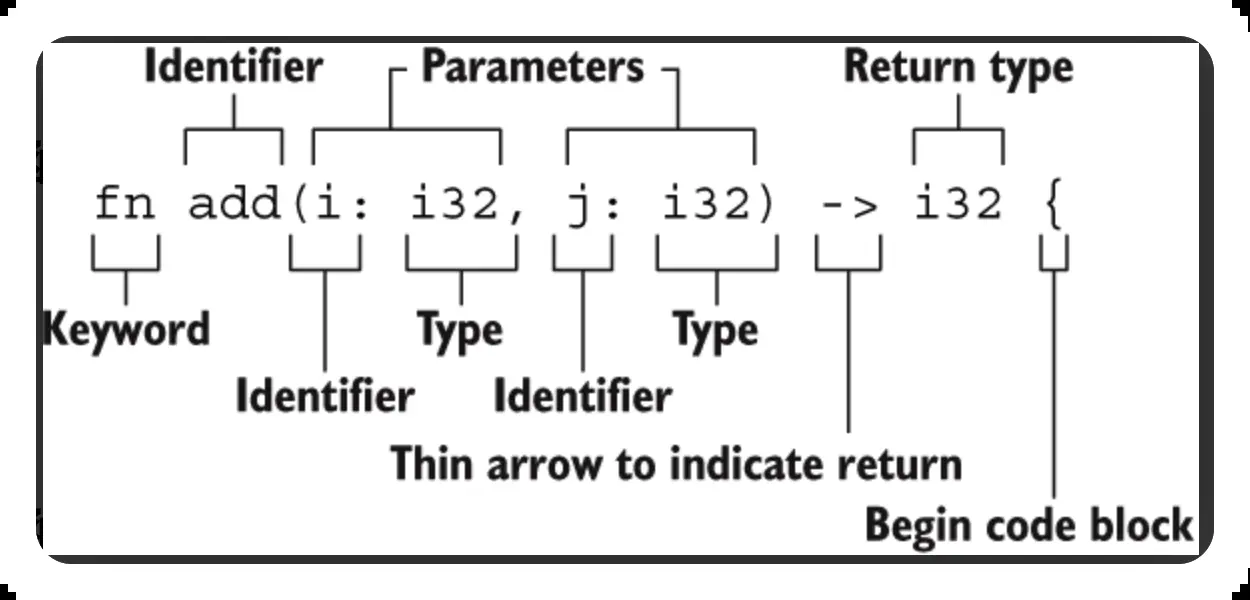 Identifier Parameters Return type
fn add(i: i32, j: i32) -> i32 {
Keyword Type Type
Identifier Identifier
Thin arrow to indicate return
Begin code block